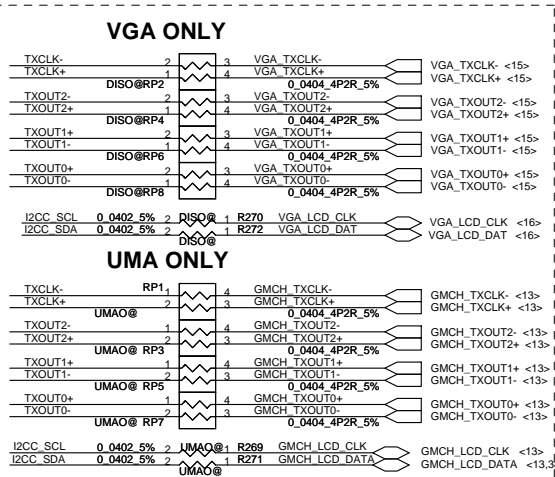 VGA ONLY
TXCLK- 2 3 VGA_TXCLK- VGA_TXCLK- <15>
TXCLK+ 1 4 VGA_TXCLK+ VGA_TXCLK+ <15>
DISO@RP2 0_0404_4P2R_5%
TXOUT2- 2 3 VGA_TXOUT2- VGA_TXOUT2- <15>
TXOUT2+ 1 4 VGA_TXOUT2+ VGA_TXOUT2+ <15>
DISO@RP4 0_0404_4P2R_5%
TXOUT1+ 2 3 VGA_TXOUT1+ VGA_TXOUT1+ <15>
TXOUT1- 1 4 VGA_TXOUT1- VGA_TXOUT1- <15>
DISO@RP6 0_0404_4P2R_5%
TXOUT0+ 2 3 VGA_TXOUT0+ VGA_TXOUT0+ <15>
TXOUT0- 1 4 VGA_TXOUT0- VGA_TXOUT0- <15>
DISO@RP8 0_0404_4P2R_5%
I2CC_SCL 0_0402_5% 2 DISO@ 1 R270 VGA_LCD_CLK VGA_LCD_CLK <16>
I2CC_SDA 0_0402_5% 2 1 R272 VGA_LCD_DAT VGA_LCD_DAT <16>
DISO@
UMA ONLY
TXCLK- RP1 1 4 GMCH_TXCLK- GMCH_TXCLK- <13>
TXCLK+ 2 3 GMCH_TXCLK+ GMCH_TXCLK+ <13>
UMAO@ 0_0404_4P2R_5%
TXOUT2- 1 4 GMCH_TXOUT2- GMCH_TXOUT2- <13>
TXOUT2+ 2 3 GMCH_TXOUT2+ GMCH_TXOUT2+ <13>
UMAO@ RP3 0_0404_4P2R_5%
TXOUT1+ 1 4 GMCH_TXOUT1+ GMCH_TXOUT1+ <13>
TXOUT1- 2 3 GMCH_TXOUT1- GMCH_TXOUT1- <13>
UMAO@ RP5 0_0404_4P2R_5%
TXOUT0+ 1 4 GMCH_TXOUT0+ GMCH_TXOUT0+ <13>
TXOUT0- 2 3 GMCH_TXOUT0- GMCH_TXOUT0- <13>
UMAO@ RP7 0_0404_4P2R_5%
I2CC_SCL 0_0402_5% 2 UMAO@ 1 R269 GMCH_LCD_CLK GMCH_LCD_CLK <13>
I2CC_SDA 0_0402_5% 2 1 R271 GMCH_LCD_DATA GMCH_LCD_DATA <13,3
UMAO@